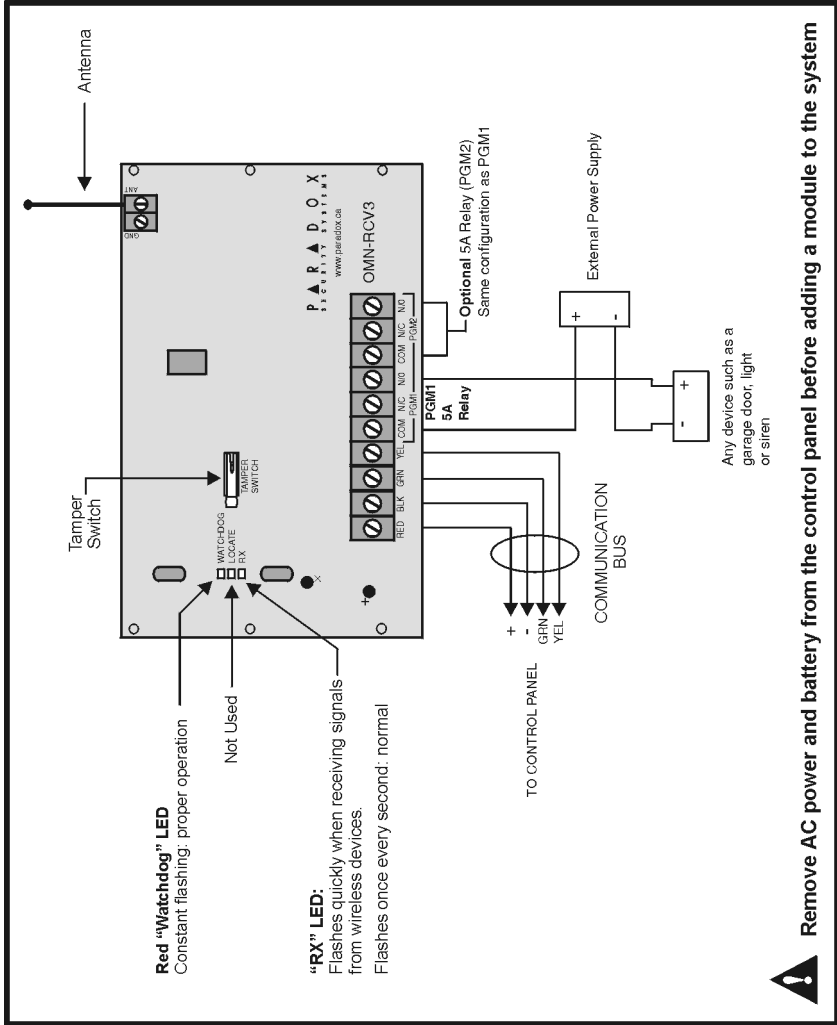 Antenna
Tamper
Switch
Red "Watchdog" LED
Constant flashing: proper operation
Not Used
"RX" LED:
Flashes quickly when receiving signals
from wireless devices.
Flashes once every second: normal
GND
ANT
WATCHDOG
LOCATE
RX
TAMPER
SWITCH
X
+
PARADOX
SECURITY SYSTEMS
www.paradox.ca
OMN-RCV3
RED BLK GRN YEL COM N/C N/O COM N/C N/O
PGM1 PGM2
PGM1
5A
Relay
Optional 5A Relay (PGM2)
Same configuration as PGM1
TO CONTROL PANEL
+
-
GRN
YEL
COMMUNICATION
BUS
External Power Supply
+
-
-
+
Any device such as a
garage door, light
or siren
! Remove AC power and battery from the control panel before adding a module to the system